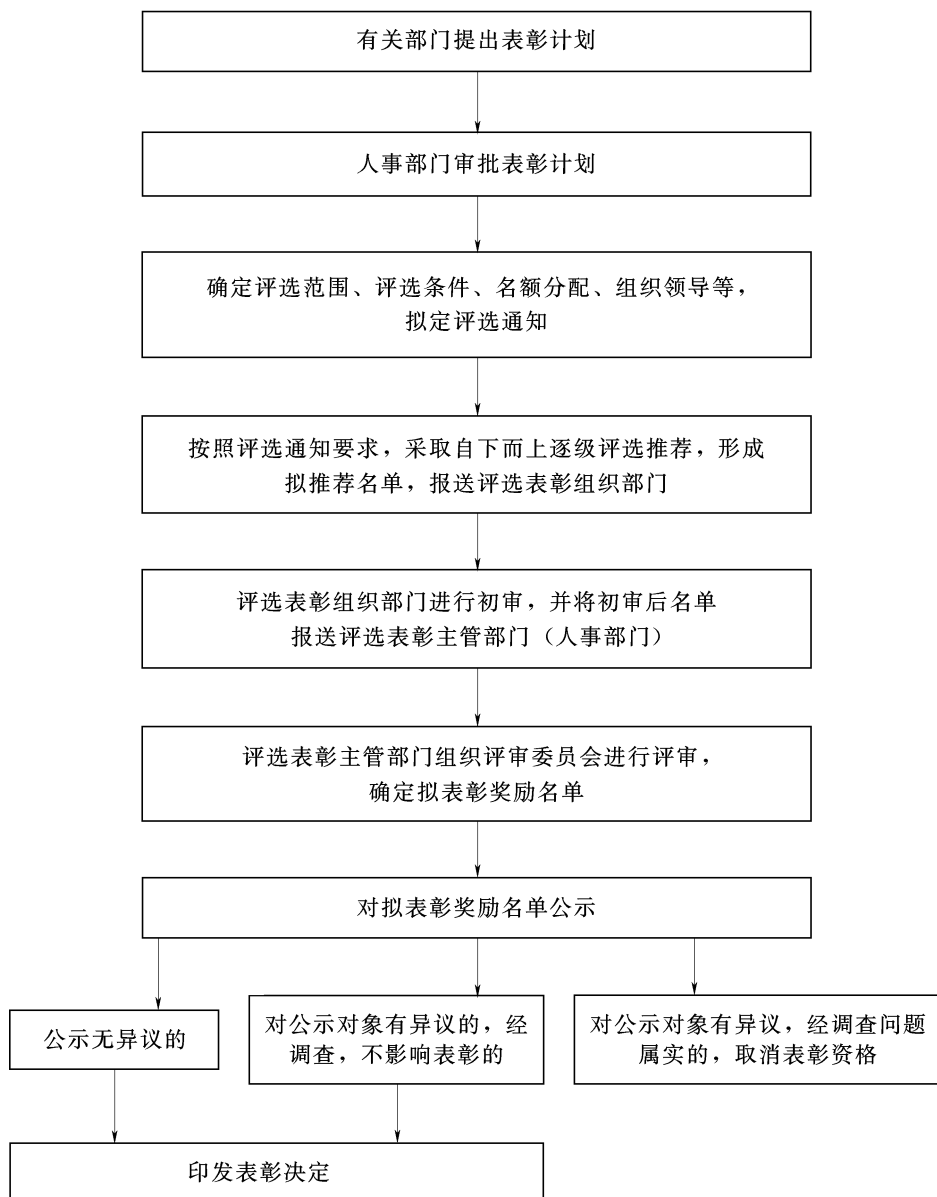 有关部门提出表彰计划
人事部门审批表彰计划
确定评选范围、评选条件、名额分配、组织领导等，
拟定评选通知
按照评选通知要求，采取自下而上逐级评选推荐，形成
拟推荐名单，报送评选表彰组织部门
评选表彰组织部门进行初审，并将初审后名单
报送评选表彰主管部门（人事部门）
评选表彰主管部门组织评审委员会进行评审，
确定拟表彰奖励名单
对拟表彰奖励名单公示
公示无异议的
对公示对象有异议的，经
调查，不影响表彰的
对公示对象有异议，经调查问题
属实的，取消表彰资格
印发表彰决定